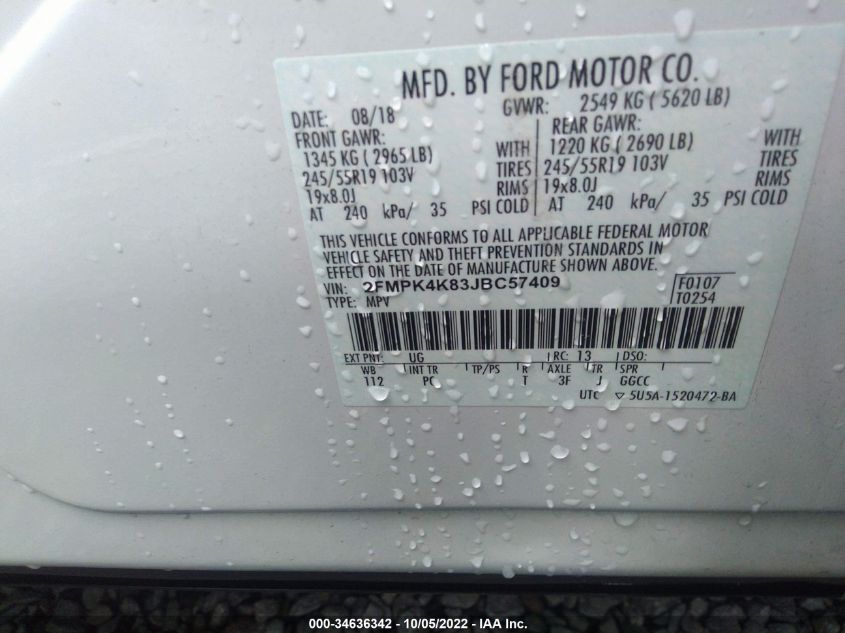 MFD. BY FORD MOTOR CO.
DATE: 08/18 GVWR: 2549 KG ( 5620 LB)
FRONT GAWR: REAR GAWR:
1345 KG ( 2965 LB) WITH 1220 KG ( 2690 LB) WITH
245/55R19 103V TIRES 245/55R19 103V TIRES
19x8.0J RIMS 19x8.0J RIMS
AT 240 kPa/ 35 PSI COLD AT 240 kPa/ 35 PSI COLD
THIS VEHICLE CONFORMS TO ALL APPLICABLE FEDERAL MOTOR
VEHICLE SAFETY AND THEFT PREVENTION STANDARDS IN
EFFECT ON THE DATE OF MANUFACTURE SHOWN ABOVE.
VIN: 2FMPK4K83JBC57409 F0107
TYPE: MPV T0254
EXT PNT: UG RC: 13 DSO:
WB INT TR TP/PS R AXLE TR SPR
112 PC T 3F J GGCC
UTC ▽ 5U5A-1520472-BA
000-34636342 - 10/05/2022 - IAA Inc.